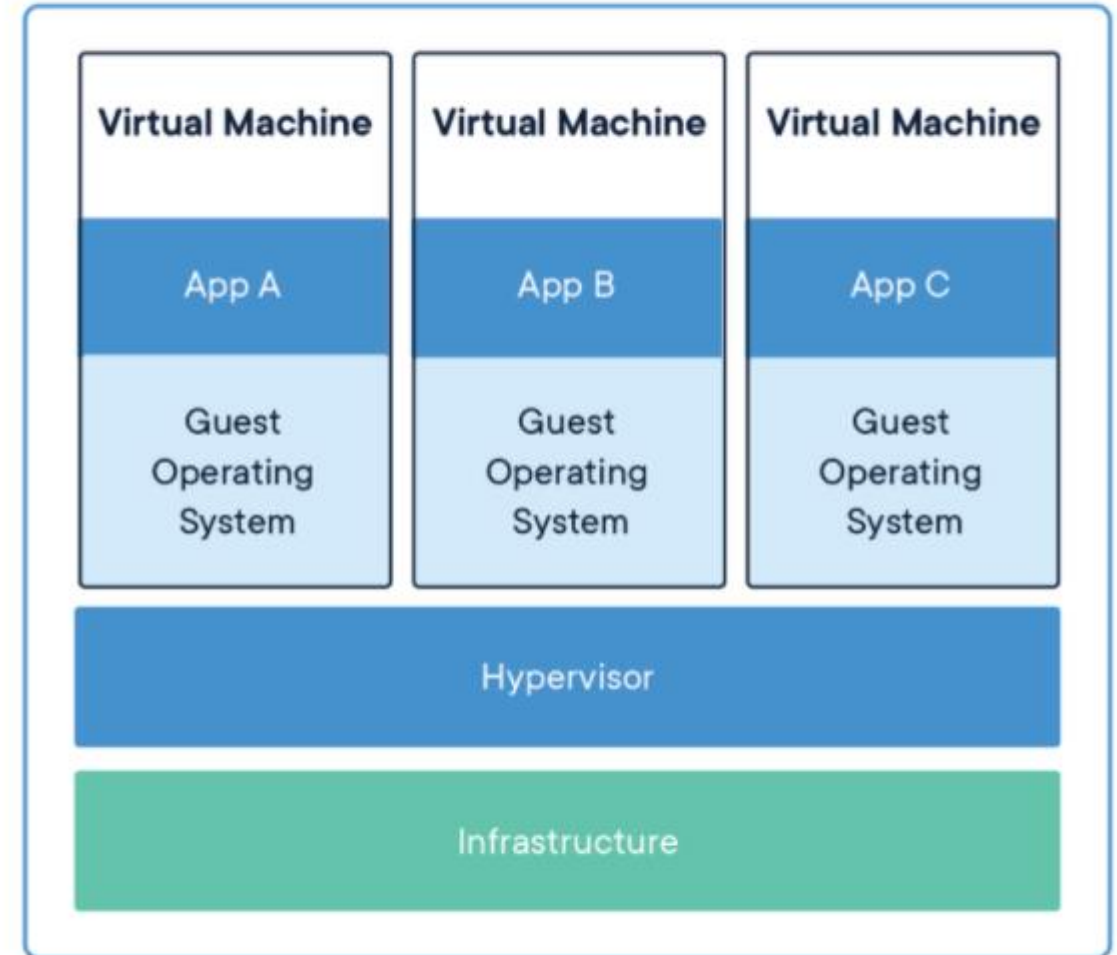 Virtual Machine
Virtual Machine
Virtual Machine
App A
App B
App C
Guest
Operating
System
Guest
Operating
System
Guest
Operating
System
Hypervisor
Infrastructure